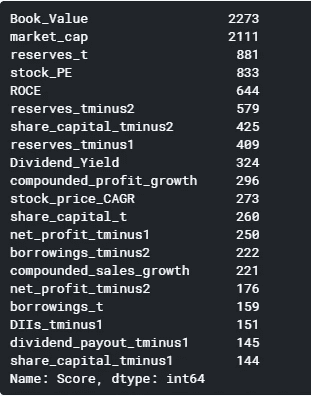 Book_Value 2273
market_cap 2111
reserves_t 881
stock_PE 833
ROCE 644
reserves_tminus2 579
share_capital_tminus2 425
reserves_tminus1 409
Dividend_Yield 324
compounded_profit_growth 296
stock_price_CAGR 273
share_capital_t 260
net_profit_tminus1 250
borrowings_tminus2 222
compounded_sales_growth 221
net_profit_tminus2 176
borrowings_t 159
DIIs_tminus1 151
dividend_payout_tminus1 145
share_capital_tminus1 144
Name: Score, dtype: int64